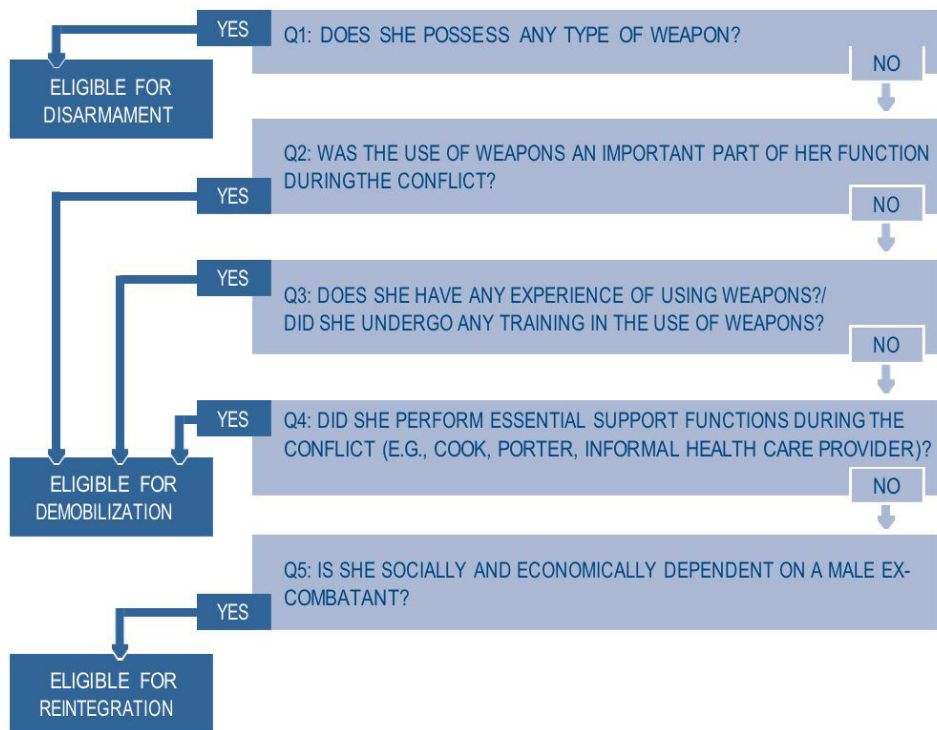 YES
Q1: DOES SHE POSSESS ANY TYPE OF WEAPON?
NO
ELIGIBLE FOR
DISARMAMENT
Q2: WAS THE USE OF WEAPONS AN IMPORTANT PART OF HER FUNCTION
DURINGTHE CONFLICT?
YES
NO
YES
Q3: DOES SHE HAVE ANY EXPERIENCE OF USING WEAPONS?/
DID SHE UNDERGO ANY TRAINING IN THE USE OF WEAPONS?
NO
YES
Q4: DID SHE PERFORM ESSENTIAL SUPPORT FUNCTIONS DURING THE
CONFLICT (E.G., COOK, PORTER, INFORMAL HEALTH CARE PROVIDER)?
NO
ELIGIBLE FOR
DEMOBILIZATION
Q5: IS SHE SOCIALLY AND ECONOMICALLY DEPENDENT ON A MALE EX-
COMBATANT?
YES
ELIGIBLE FOR
REINTEGRATION